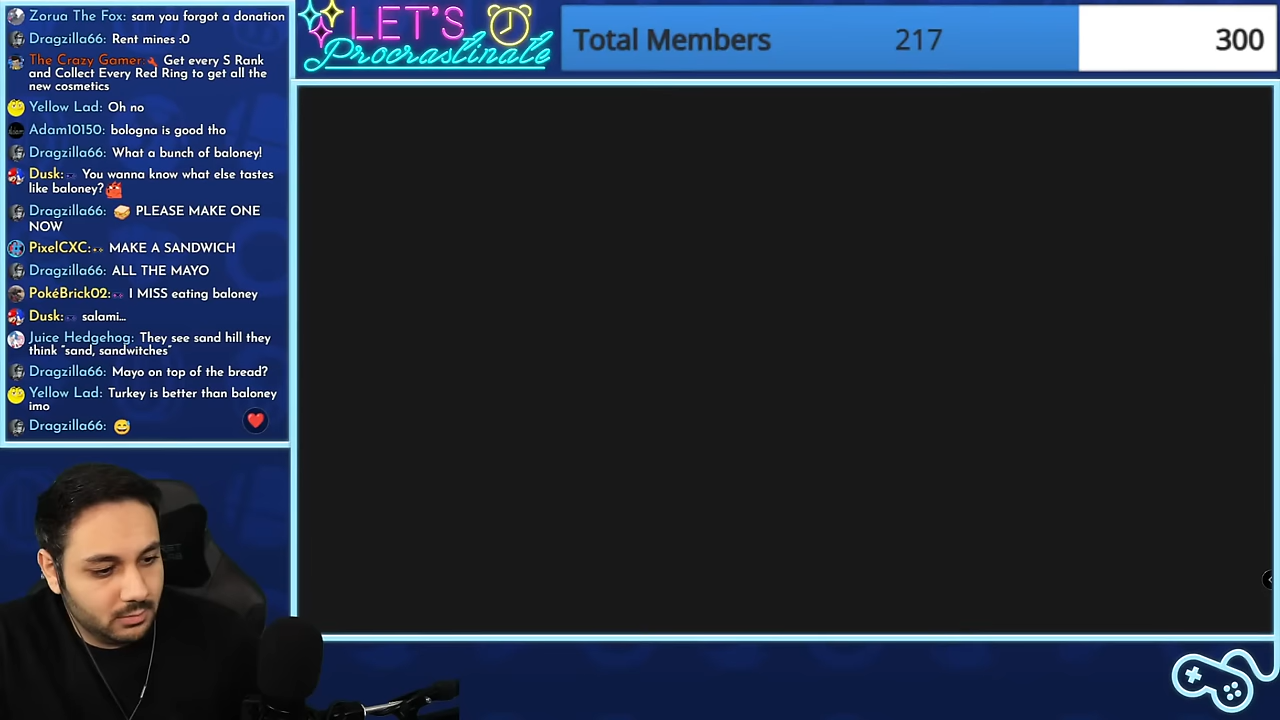 Zorua The Fox: sam you forgot a donation
Dragzilla66: Rent mines :0
The Crazy Gamer: Get every S Rank
and Collect Every Red Ring to get all the
new cosmetics
Yellow Lad: Oh no
Adam10150: bologna is good tho
Dragzilla66: What a bunch of baloney!
Dusk: You wanna know what else tastes
like baloney?
Dragzilla66: PLEASE MAKE ONE
NOW
PixelCXC: MAKE A SANDWICH
Dragzilla66: ALL THE MAYO
PokéBrick02: I MISS eating baloney
Dusk: salami...
Juice Hedgehog: They see sand hill they
think "sand, sandwitches"
Dragzilla66: Mayo on top of the bread?
Yellow Lad: Turkey is better than baloney
imo
Dragzilla66:
LET'S
Procrastinate
Total Members 217 300